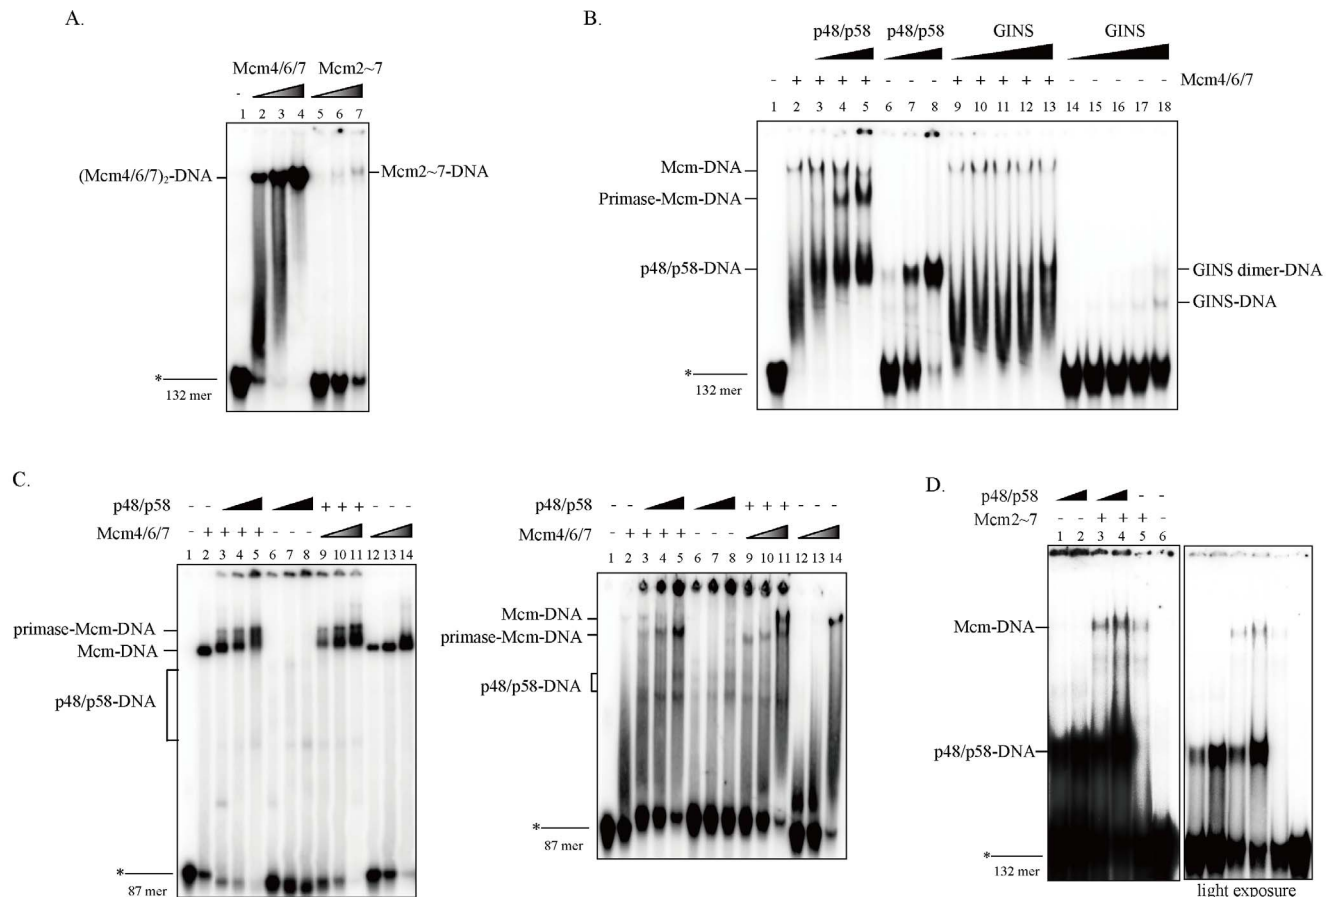 A.
Mcm4/6/7 Mcm2~7
-
1 2 3 4 5 6 7
(Mcm4/6/7)₂-DNA
Mcm2~7-DNA
*
132 mer
B.
p48/p58 p48/p58 GINS GINS
- + + + + - - - + + + + + - - - - - Mcm4/6/7
1 2 3 4 5 6 7 8 9 10 11 12 13 14 15 16 17 18
Mcm-DNA
Primase-Mcm-DNA
p48/p58-DNA
GINS dimer-DNA
GINS-DNA
*
132 mer
C.
p48/p58 - - + + + - - -
Mcm4/6/7 - + + + + - - -
1 2 3 4 5 6 7 8 9 10 11 12 13 14
primase-Mcm-DNA
Mcm-DNA
p48/p58-DNA
*
87 mer
p48/p58 - - + + + - - -
Mcm4/6/7 - + + + + - - -
1 2 3 4 5 6 7 8 9 10 11 12 13 14
Mcm-DNA
primase-Mcm-DNA
p48/p58-DNA
*
87 mer
D.
p48/p58 - -
Mcm2~7 - - + + + -
1 2 3 4 5 6
Mcm-DNA
p48/p58-DNA
*
132 mer
light exposure